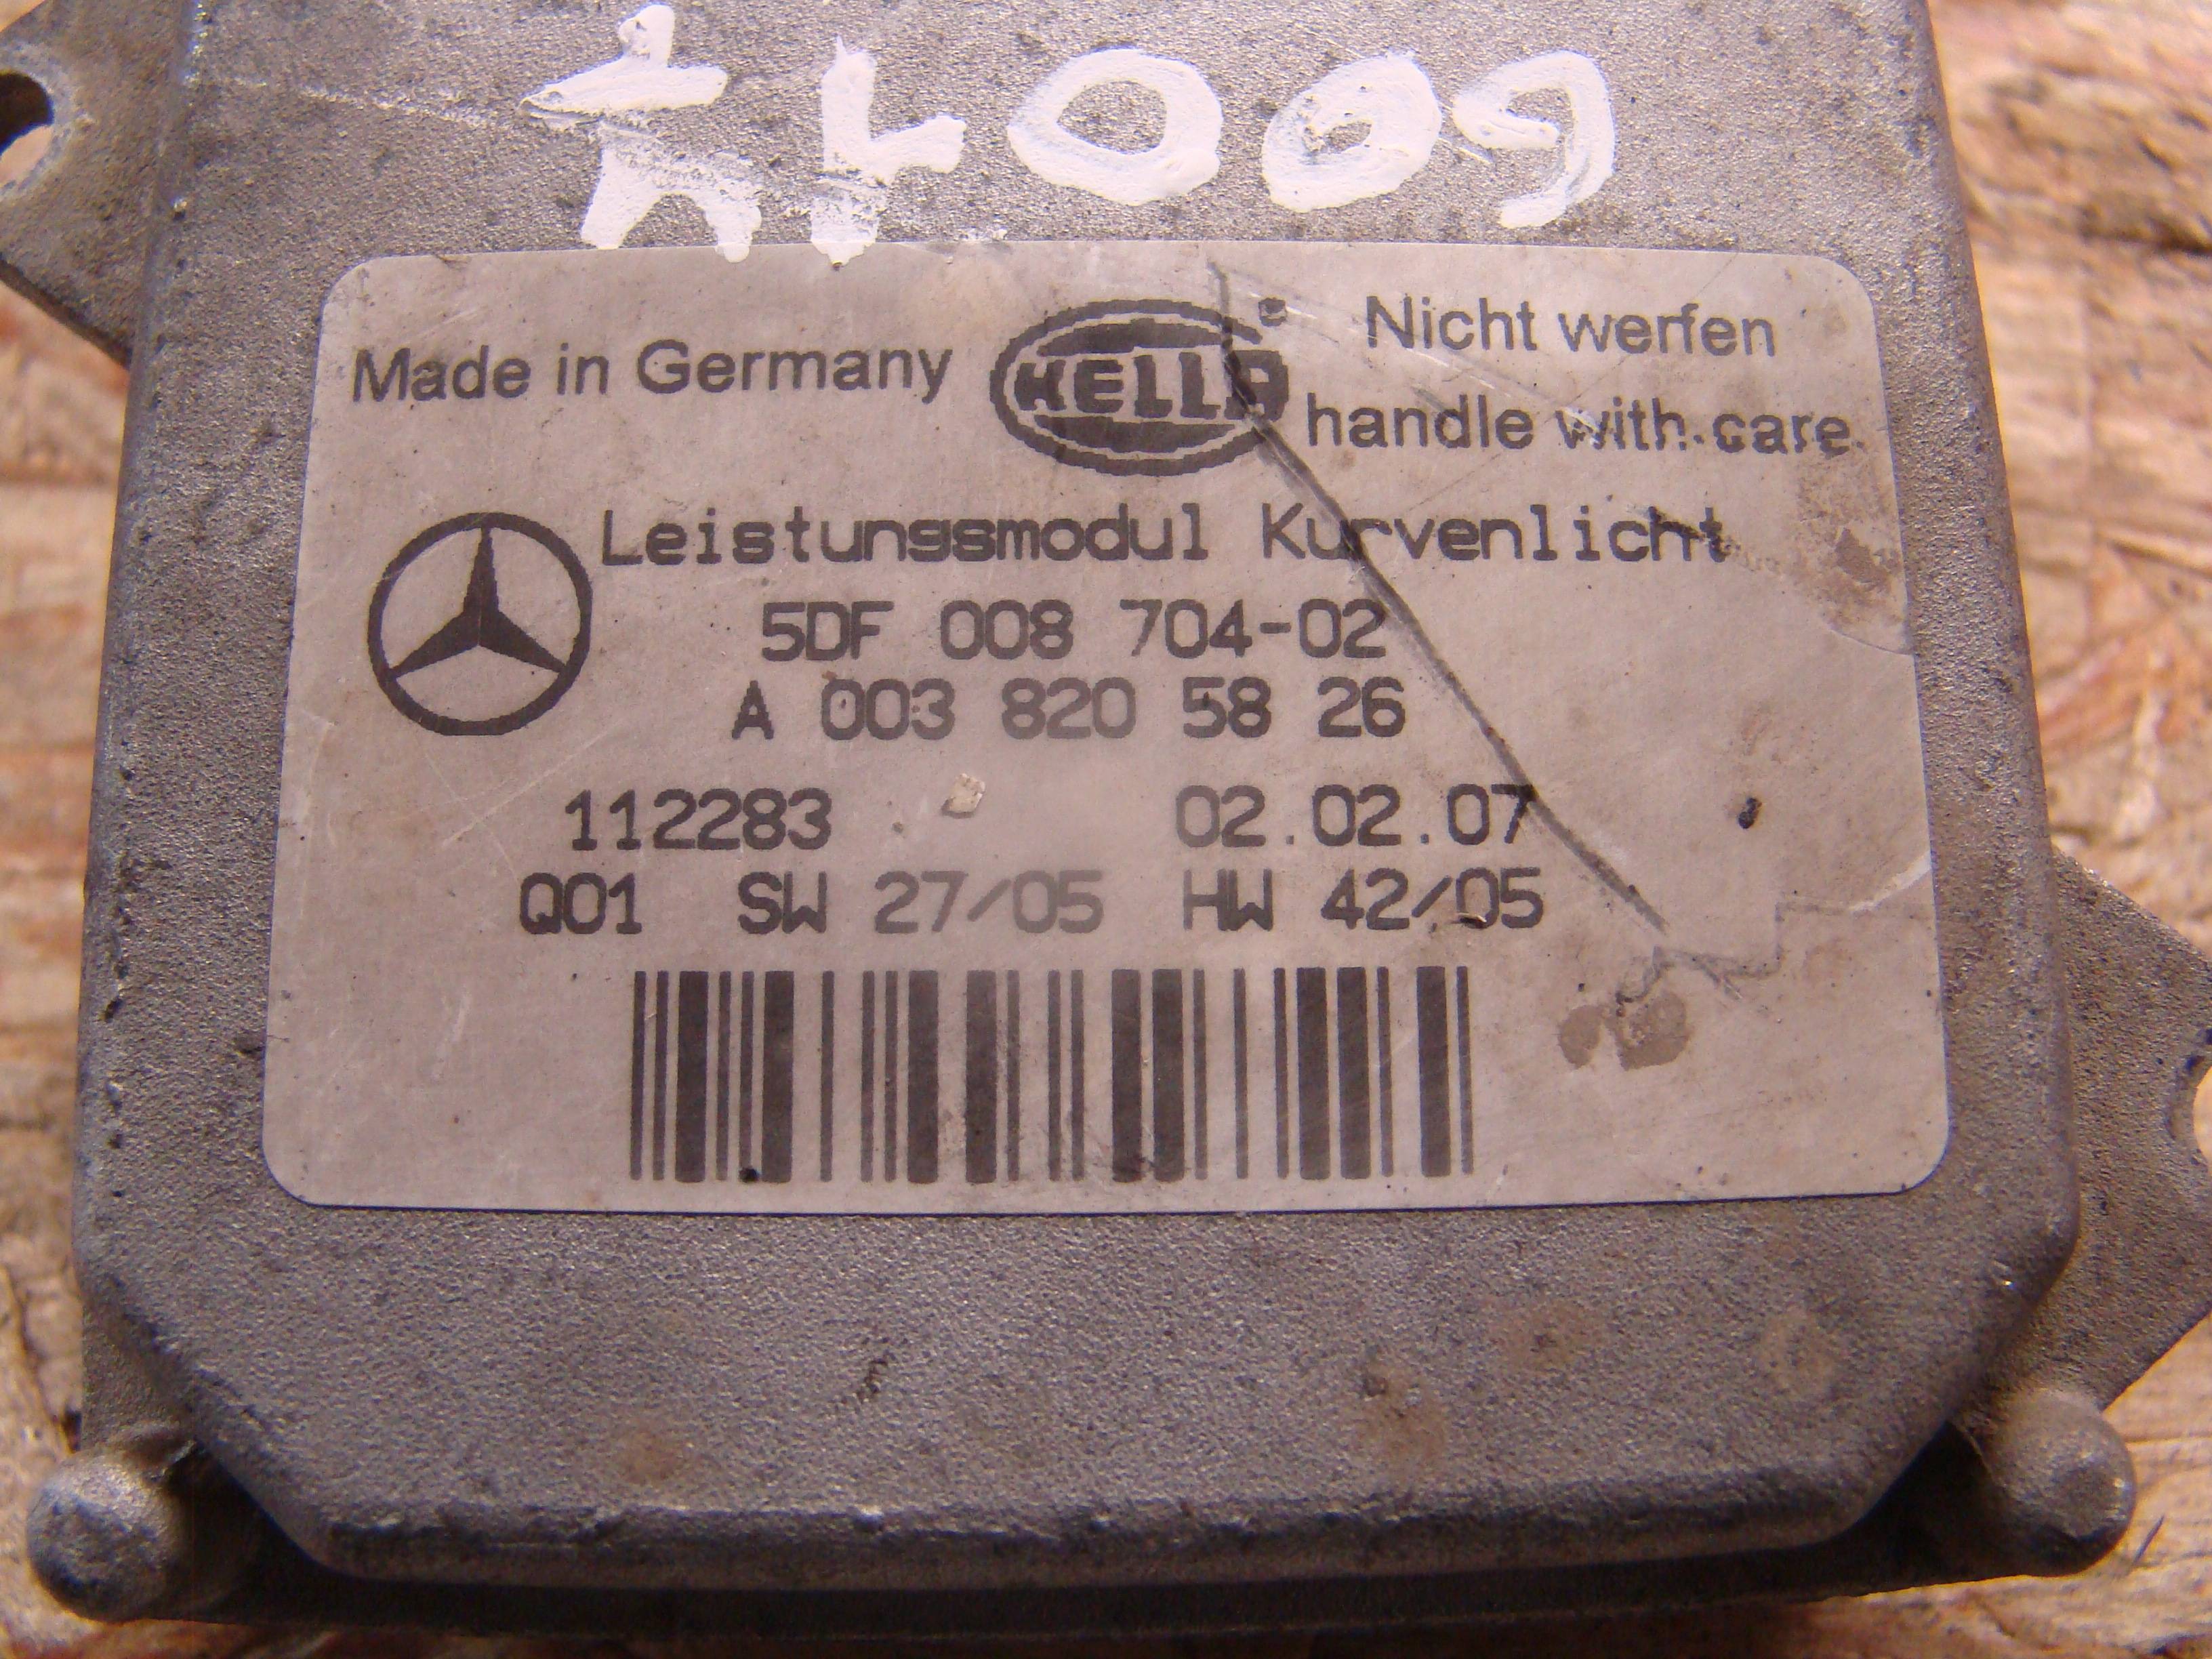 Made in Germany
HELLA
Nicht werfen
handle with care
Leistungsmodul Kurvenlicht
5DF 008 704-02
A 003 820 58 26
112283 02.02.07
Q01 SW 27/05 HW 42/05